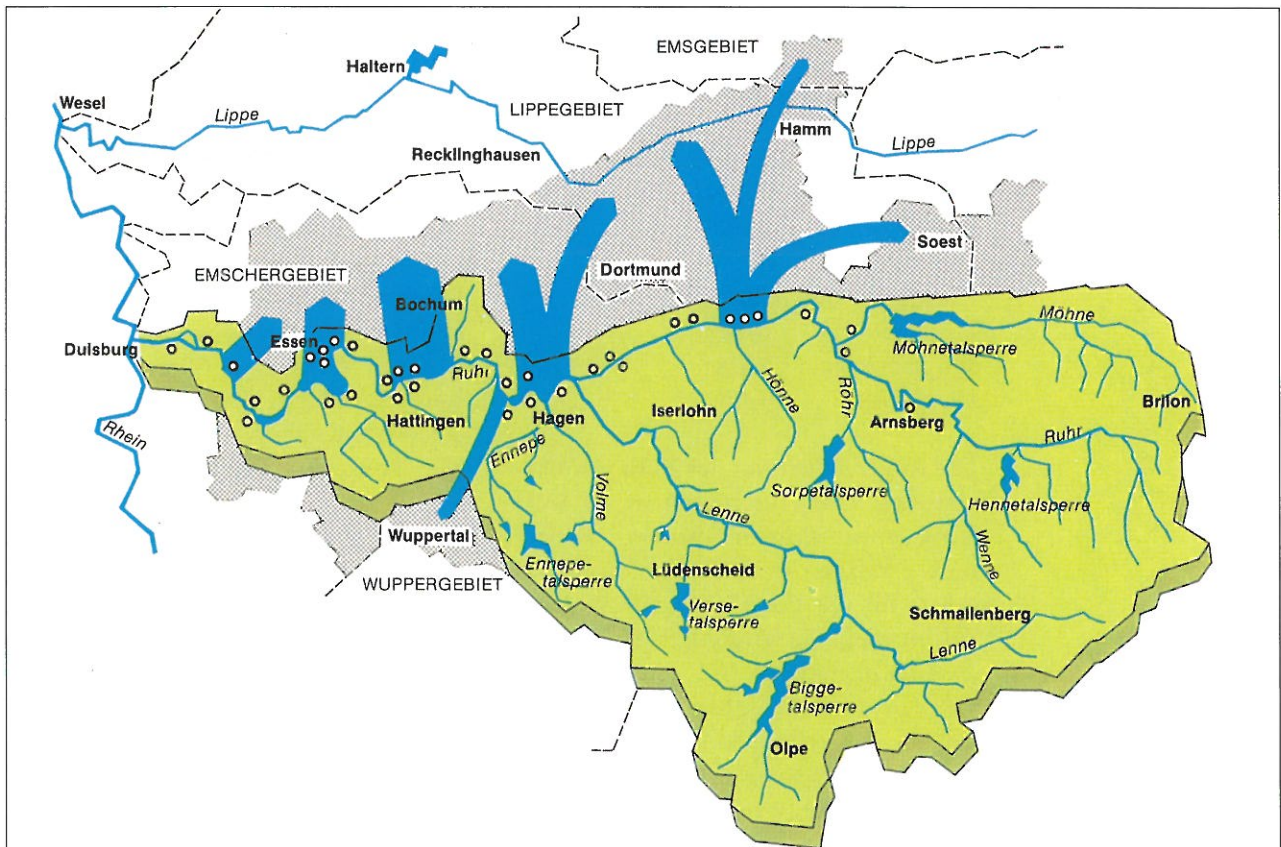 EMSGEBIET
Haltern
Wesel
Lippe
LIPPEGEBIET
Hamm
Lippe
Recklinghausen
Soest
Dortmund
EMSCHERGEBIET
Bochum
Möhne
Essen
Duisburg
Möhnetalsperre
Ruhr
Hönne
Röhr
Brilon
Iserlohn
Hattingen
Hagen
Arnsberg
Rhein
Ruhr
Ennepe
Sorpetalsperre
Hennetalsperre
Volme
Lenne
Wuppertal
Wenne
Ennepe-
talsperre
Lüdenscheid
WUPPERGEBIET
Verse-
talsperre
Schmallenberg
Lenne
Bigge-
talsperre
Olpe